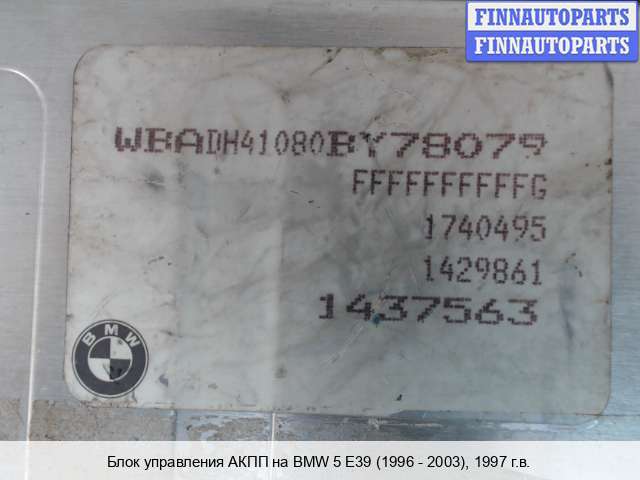 FINNAUTOPARTS
FINNAUTOPARTS
WBADH41080BY78079
FFFFFFFFFFG
1740495
1429861
1437563
BMW
Блок управления АКПП на BMW 5 E39 (1996 - 2003), 1997 г.в.